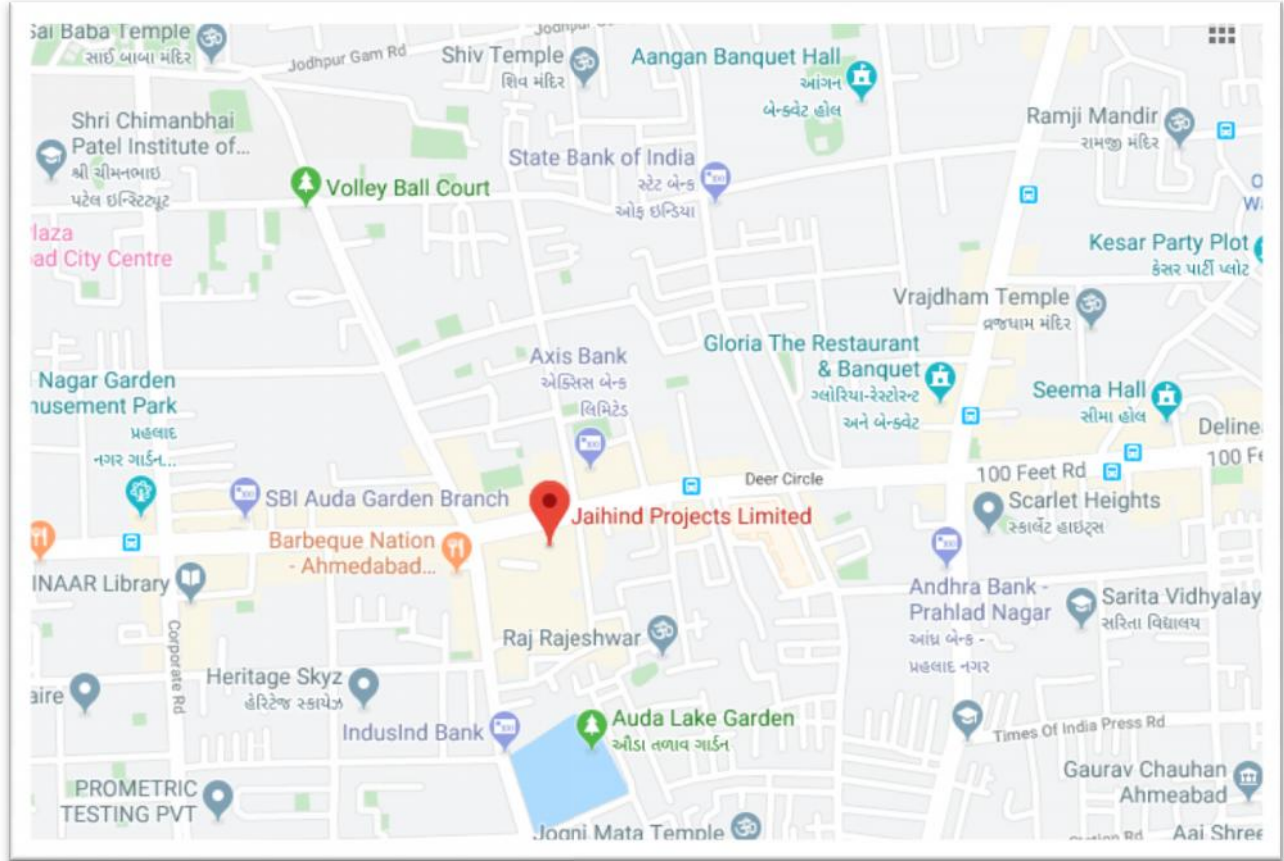 Sai Baba Temple
સાઈ બાબા મંદિર
Jodhpur Gam Rd
Jodhpur G
Shiv Temple
શિવ મંદિર
Aangan Banquet Hall
આંગન
બેન્ક્વેટ હોલ
Ramji Mandir
રામજી મંદિર
Shri Chimanbhai
Patel Institute of...
શ્રી ચીમનભાઇ
પટેલ ઇન્સ્ટિટ્યૂટ
State Bank of India
સ્ટેટ બેન્ક
ઓફ ઇન્ડિયા
Volley Ball Court
laza
ad City Centre
Kesar Party Plot
કેસર પાર્ટી પ્લોટ
Vrajdham Temple
વ્રજધામ મંદિર
Gloria The Restaurant
& Banquet
ગ્લોરિયા-રેસ્ટોરન્ટ
અને બેન્ક્વેટ
Axis Bank
એક્સિસ બેન્ક
લિમિટેડ
Nagar Garden
musement Park
પ્રહલાદ
નગર ગાર્ડન...
Seema Hall
સીમા હોલ
Deline
100 Fe
Deer Circle
100 Feet Rd
SBI Auda Garden Branch
Jaihind Projects Limited
Scarlet Heights
સ્કાર્લેટ હાઇટ્સ
Barbeque Nation
- Ahmedabad...
INAAR Library
Andhra Bank -
Prahlad Nagar
આંધ્ર બેન્ક -
પ્રહલાદ નગર
Sarita Vidhyalay
સરિતા વિદ્યાલય
Corporate Rd
Raj Rajeshwar
Heritage Skyz
હેરિટેજ સ્કાયેઝ
aire
IndusInd Bank
Auda Lake Garden
ઔડા તળાવ ગાર્ડન
Times Of India Press Rd
Gaurav Chauhan
Ahmeabad
PROMETRIC
TESTING PVT
Jogni Mata Temple
Station Rd
Aai Shree